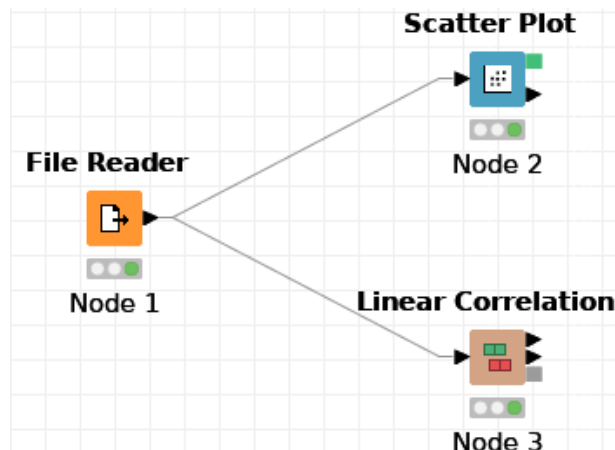 Scatter Plot
Node 2
File Reader
Node 1
Linear Correlation
Node 3